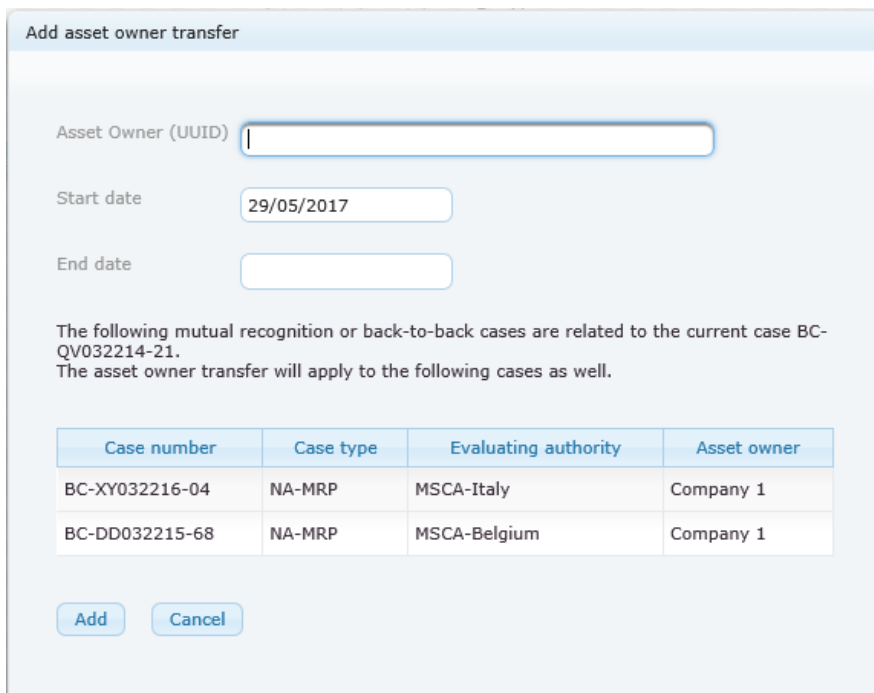 Add asset owner transfer
Asset Owner (UUID)
Start date 29/05/2017
End date
The following mutual recognition or back-to-back cases are related to the current case BC-
QV032214-21.
The asset owner transfer will apply to the following cases as well.
Case number Case type Evaluating authority Asset owner
BC-XY032216-04 NA-MRP MSCA-Italy Company 1
BC-DD032215-68 NA-MRP MSCA-Belgium Company 1
Add Cancel